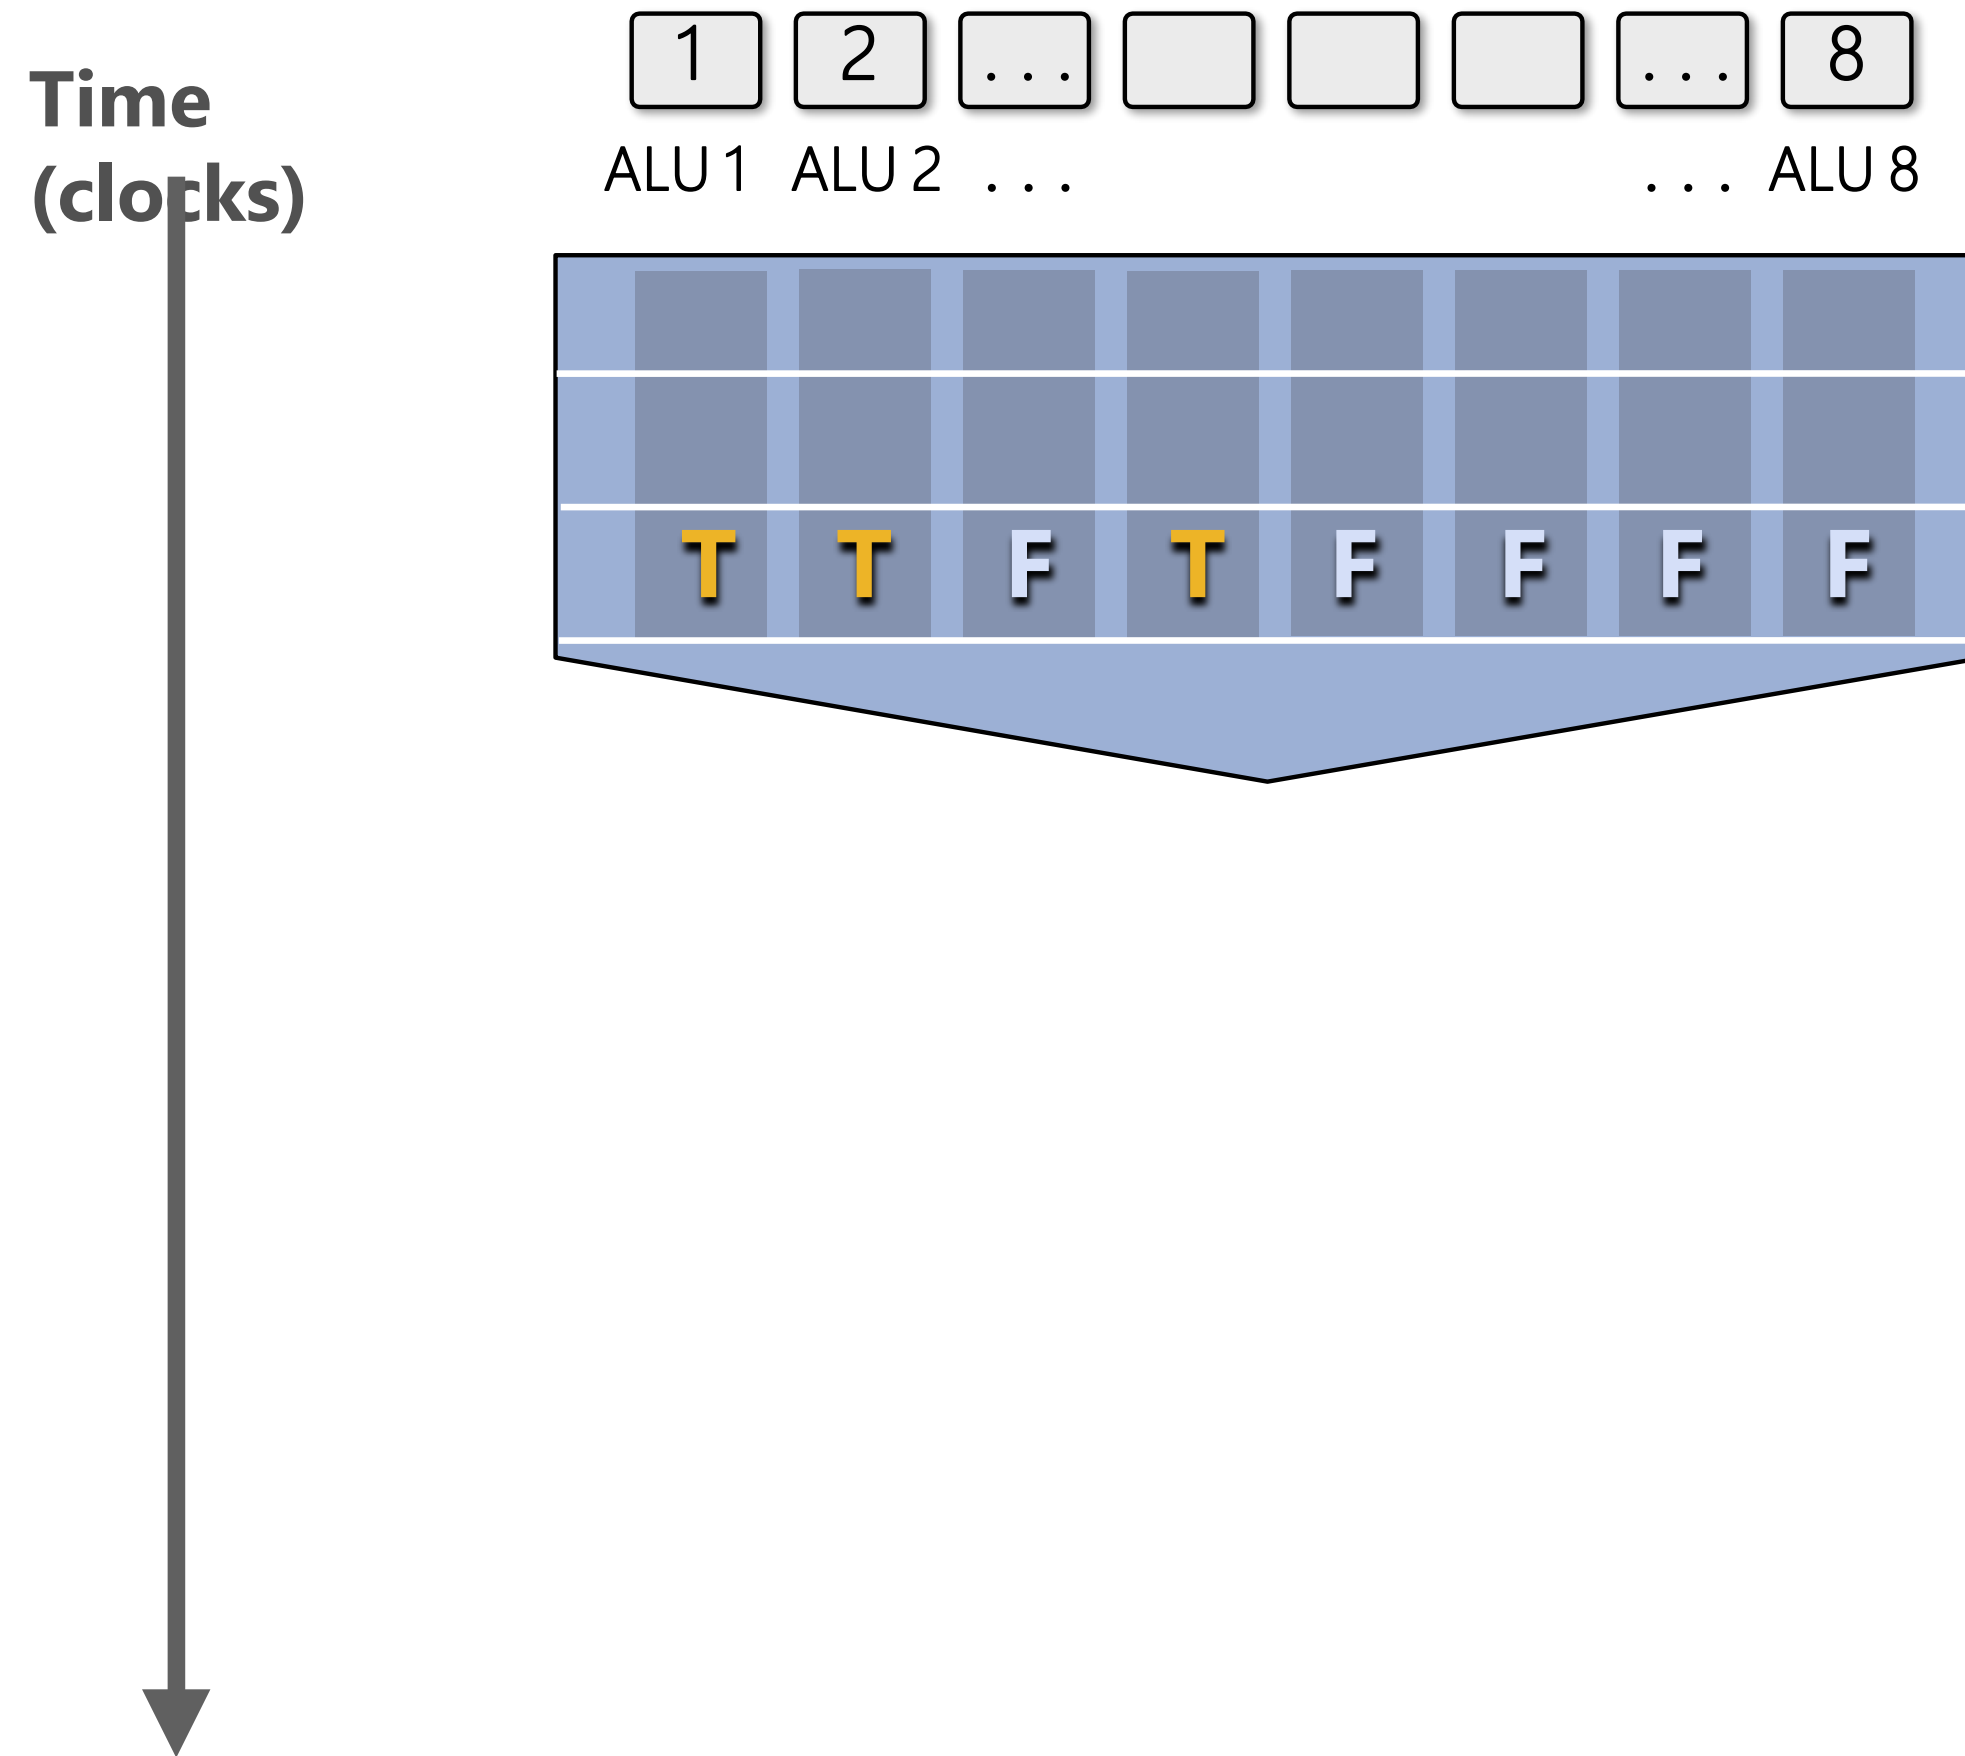 1 2 . . . . . . 8
Time
(clocks)
ALU 1 ALU 2 . . . . . . ALU 8
T T F T F F F F